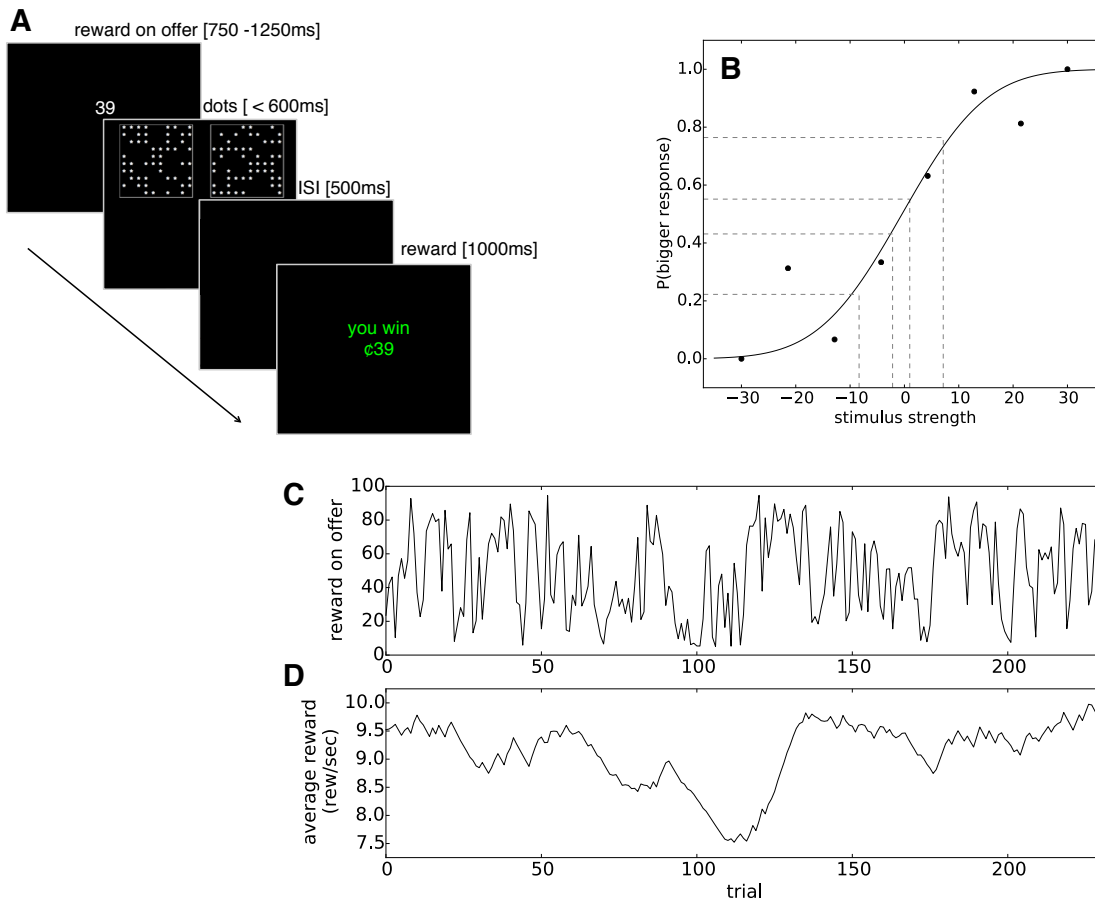 A
reward on offer [750 -1250ms]
39
dots [ < 600ms]
ISI [500ms]
reward [1000ms]
you win
¢39
B
P(bigger response)
1.0
0.8
0.6
0.4
0.2
0.0
−30 −20 −10 0 10 20 30
stimulus strength
C
reward on offer
100
80
60
40
20
0
0 50 100 150 200
D
average reward
(rew/sec)
10.0
9.5
9.0
8.5
8.0
7.5
0 50 100 150 200
trial